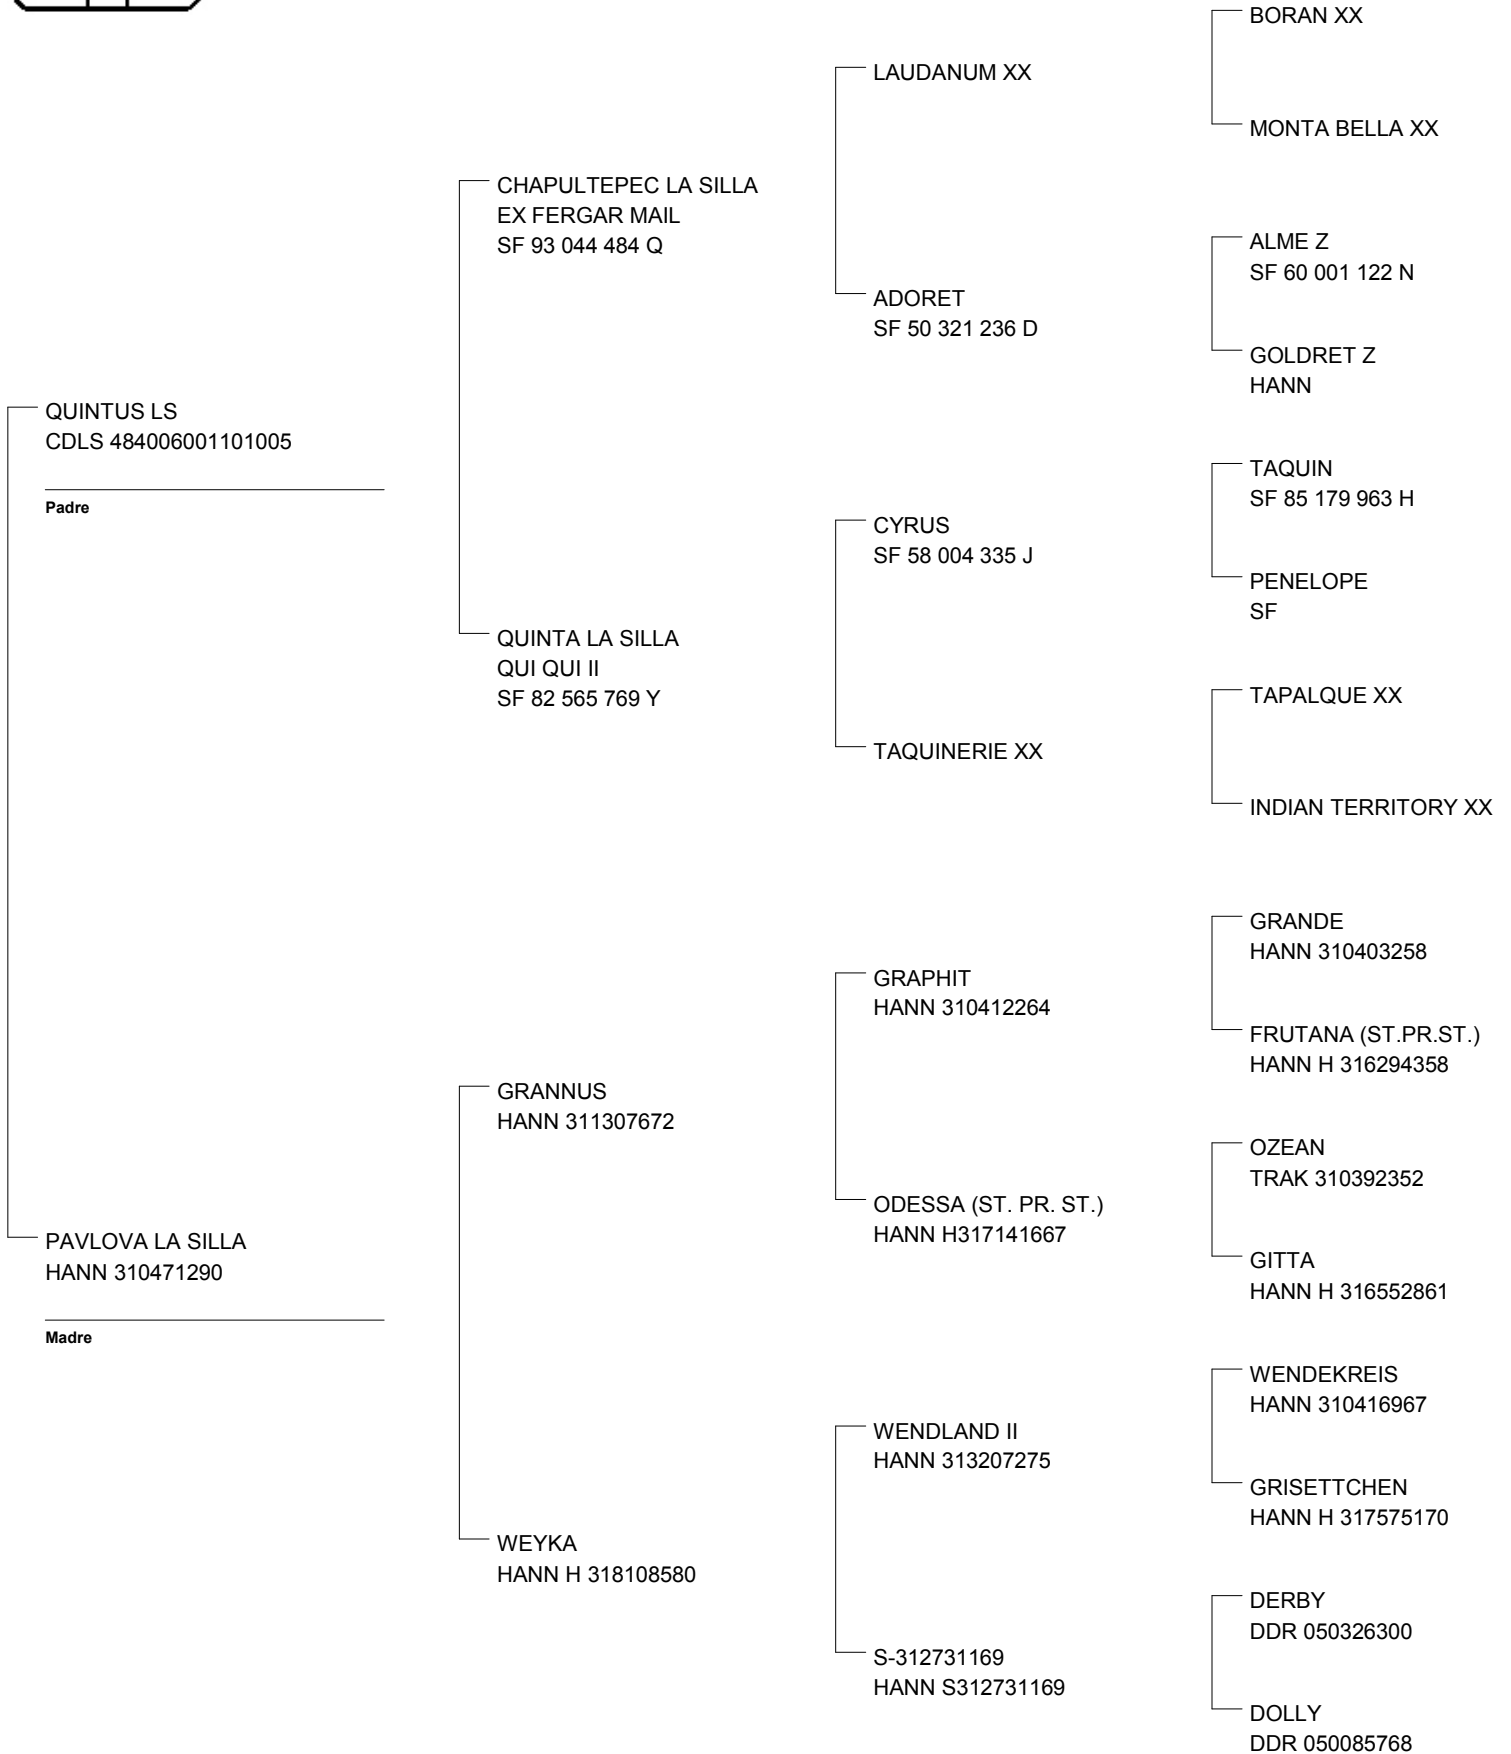 BORAN XX
LAUDANUM XX
MONTA BELLA XX
CHAPULTEPEC LA SILLA
EX FERGAR MAIL
SF 93 044 484 Q
ALME Z
SF 60 001 122 N
ADORET
SF 50 321 236 D
GOLDRET Z
HANN
QUINTUS LS
CDLS 484006001101005
Padre
TAQUIN
SF 85 179 963 H
CYRUS
SF 58 004 335 J
PENELOPE
SF
QUINTA LA SILLA
QUI QUI II
SF 82 565 769 Y
TAPALQUE XX
TAQUINERIE XX
INDIAN TERRITORY XX
GRANDE
HANN 310403258
GRAPHIT
HANN 310412264
FRUTANA (ST.PR.ST.)
HANN H 316294358
GRANNUS
HANN 311307672
OZEAN
TRAK 310392352
ODESSA (ST. PR. ST.)
HANN H317141667
GITTA
HANN H 316552861
PAVLOVA LA SILLA
HANN 310471290
Madre
WENDEKREIS
HANN 310416967
WENDLAND II
HANN 313207275
GRISETTCHEN
HANN H 317575170
WEYKA
HANN H 318108580
DERBY
DDR 050326300
S-312731169
HANN S312731169
DOLLY
DDR 050085768